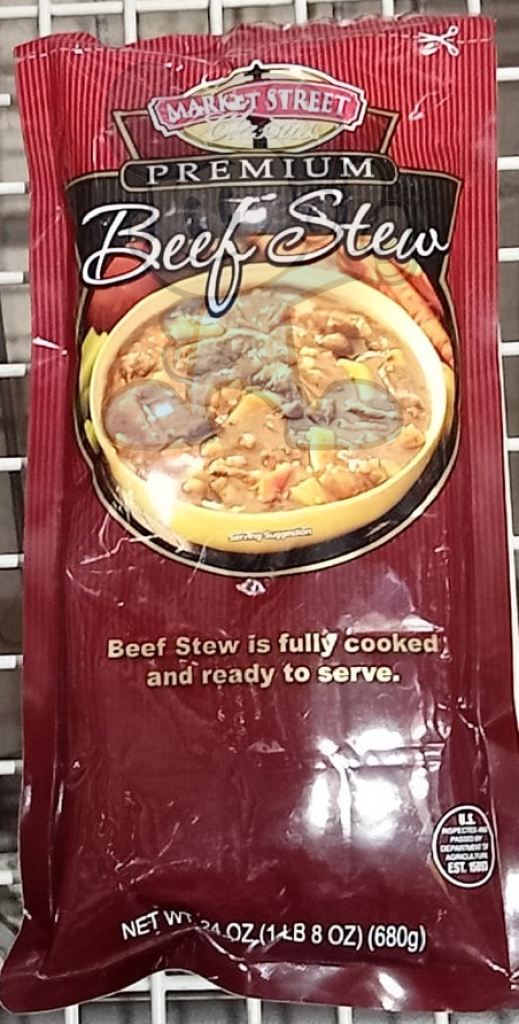 MARKET STREET
Classics
PREMIUM
Beef Stew
Serving Suggestion
Beef Stew is fully cooked
and ready to serve.
U.S.
INSPECTED AND
PASSED BY
DEPARTMENT OF
AGRICULTURE
EST.
NET WT. 24 OZ (1 LB 8 OZ) (680g)